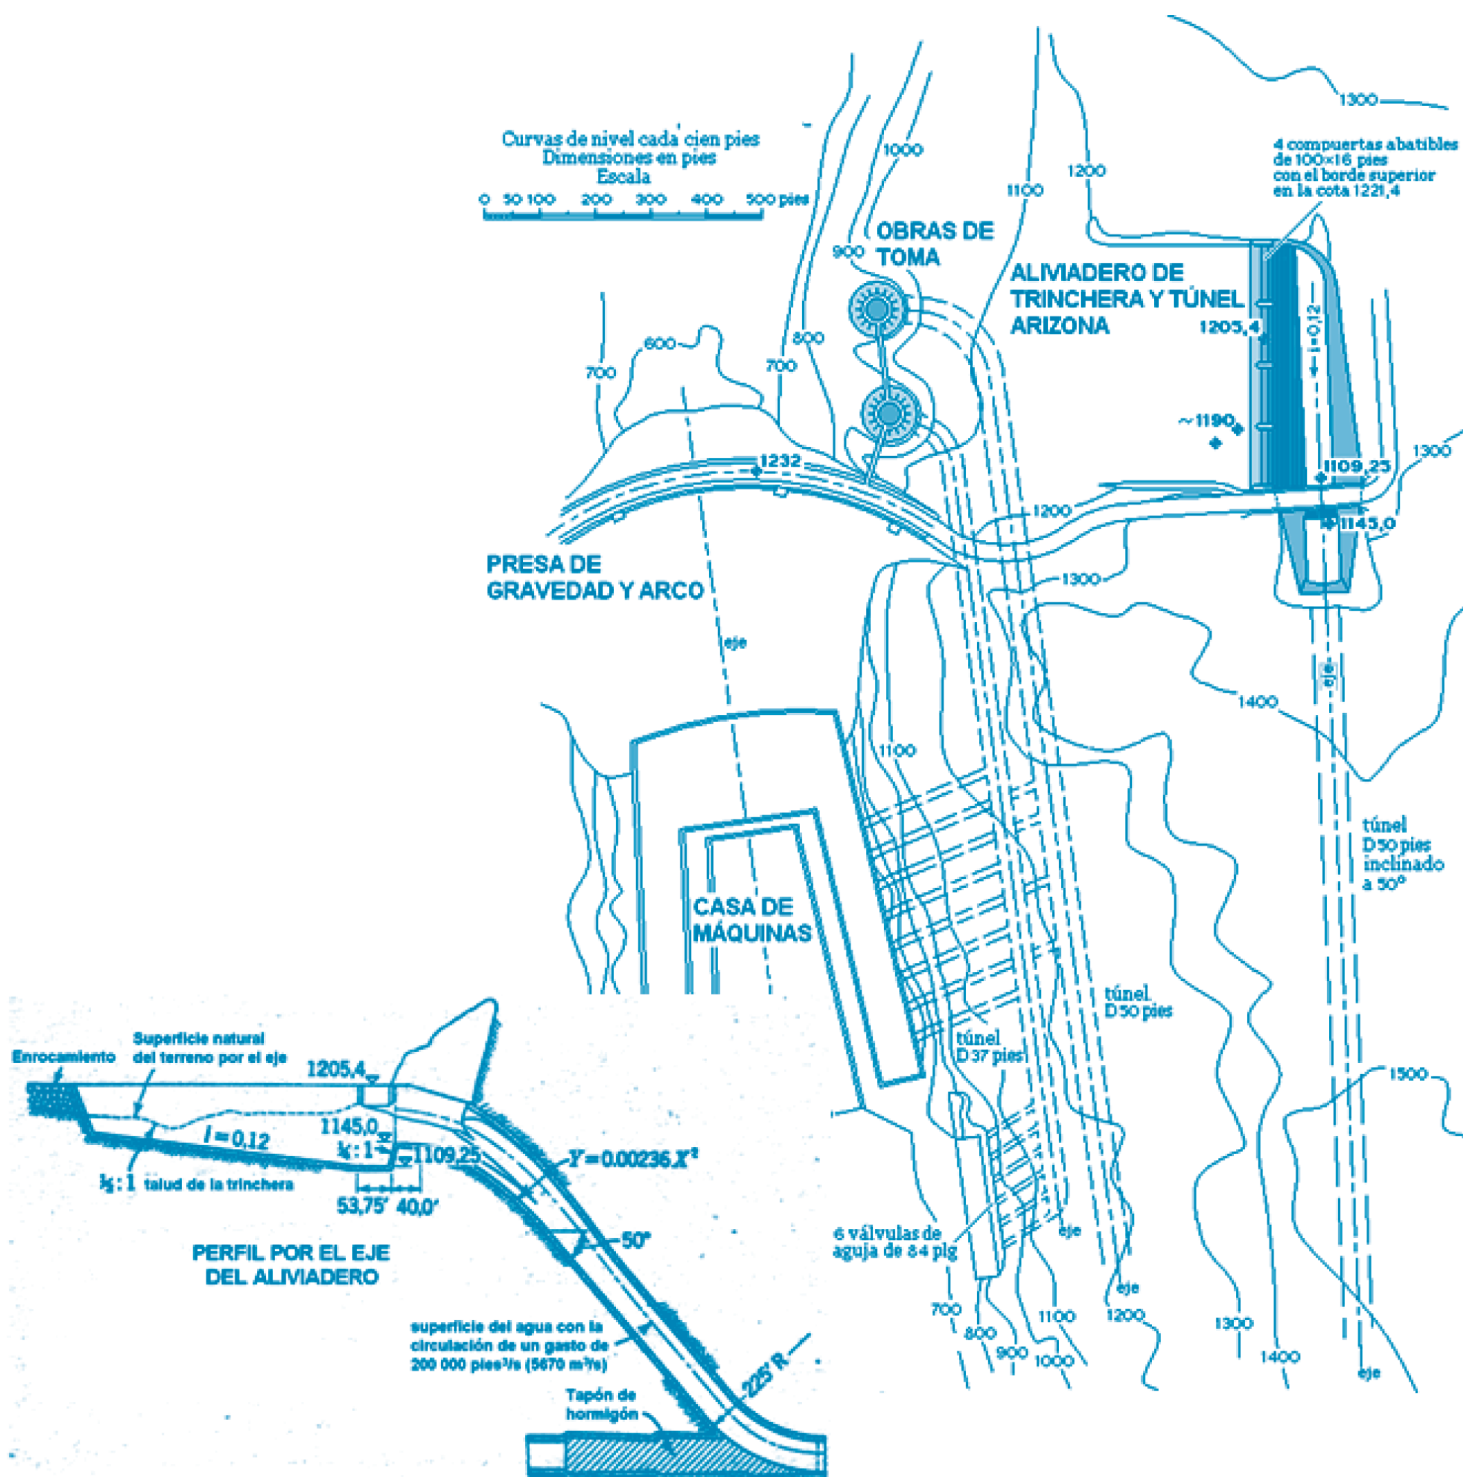 Curvas de nivel cada cien pies
Dimensiones en pies
Escala
0 50 100 200 300 400 500 pies
1300
4 compuertas abatibles
de 100×16 pies
con el borde superior
en la cota 1221,4
1000
1200
1100
900
OBRAS DE
TOMA
ALIVIADERO DE
TRINCHERA Y TÚNEL
ARIZONA
1205,4
i=0,12
600
800
700
700
~1190
1232
1109,25
1300
1200
1145,0
PRESA DE
GRAVEDAD Y ARCO
1300
eje
eje
1400
1100
túnel
D 50 pies
inclinado
a 50°
CASA DE
MÁQUINAS
túnel
D 50 pies
túnel
D 37 pies
1500
6 válvulas de
aguja de 84 plg
eje
eje
700
800
900
1000
1100
1200
1300
1400
eje
Enrocamiento
Superficie natural
del terreno por el eje
1205,4
1145,0
¼:1
1109,25
I = 0,12
Y=0.00236 X²
talud de la trinchera
53,75' 40,0'
50°
PERFIL POR EL EJE
DEL ALIVIADERO
superficie del agua con la
circulación de un gasto de
200 000 pies³/s (5670 m³/s)
225' R
Tapón de
hormigón